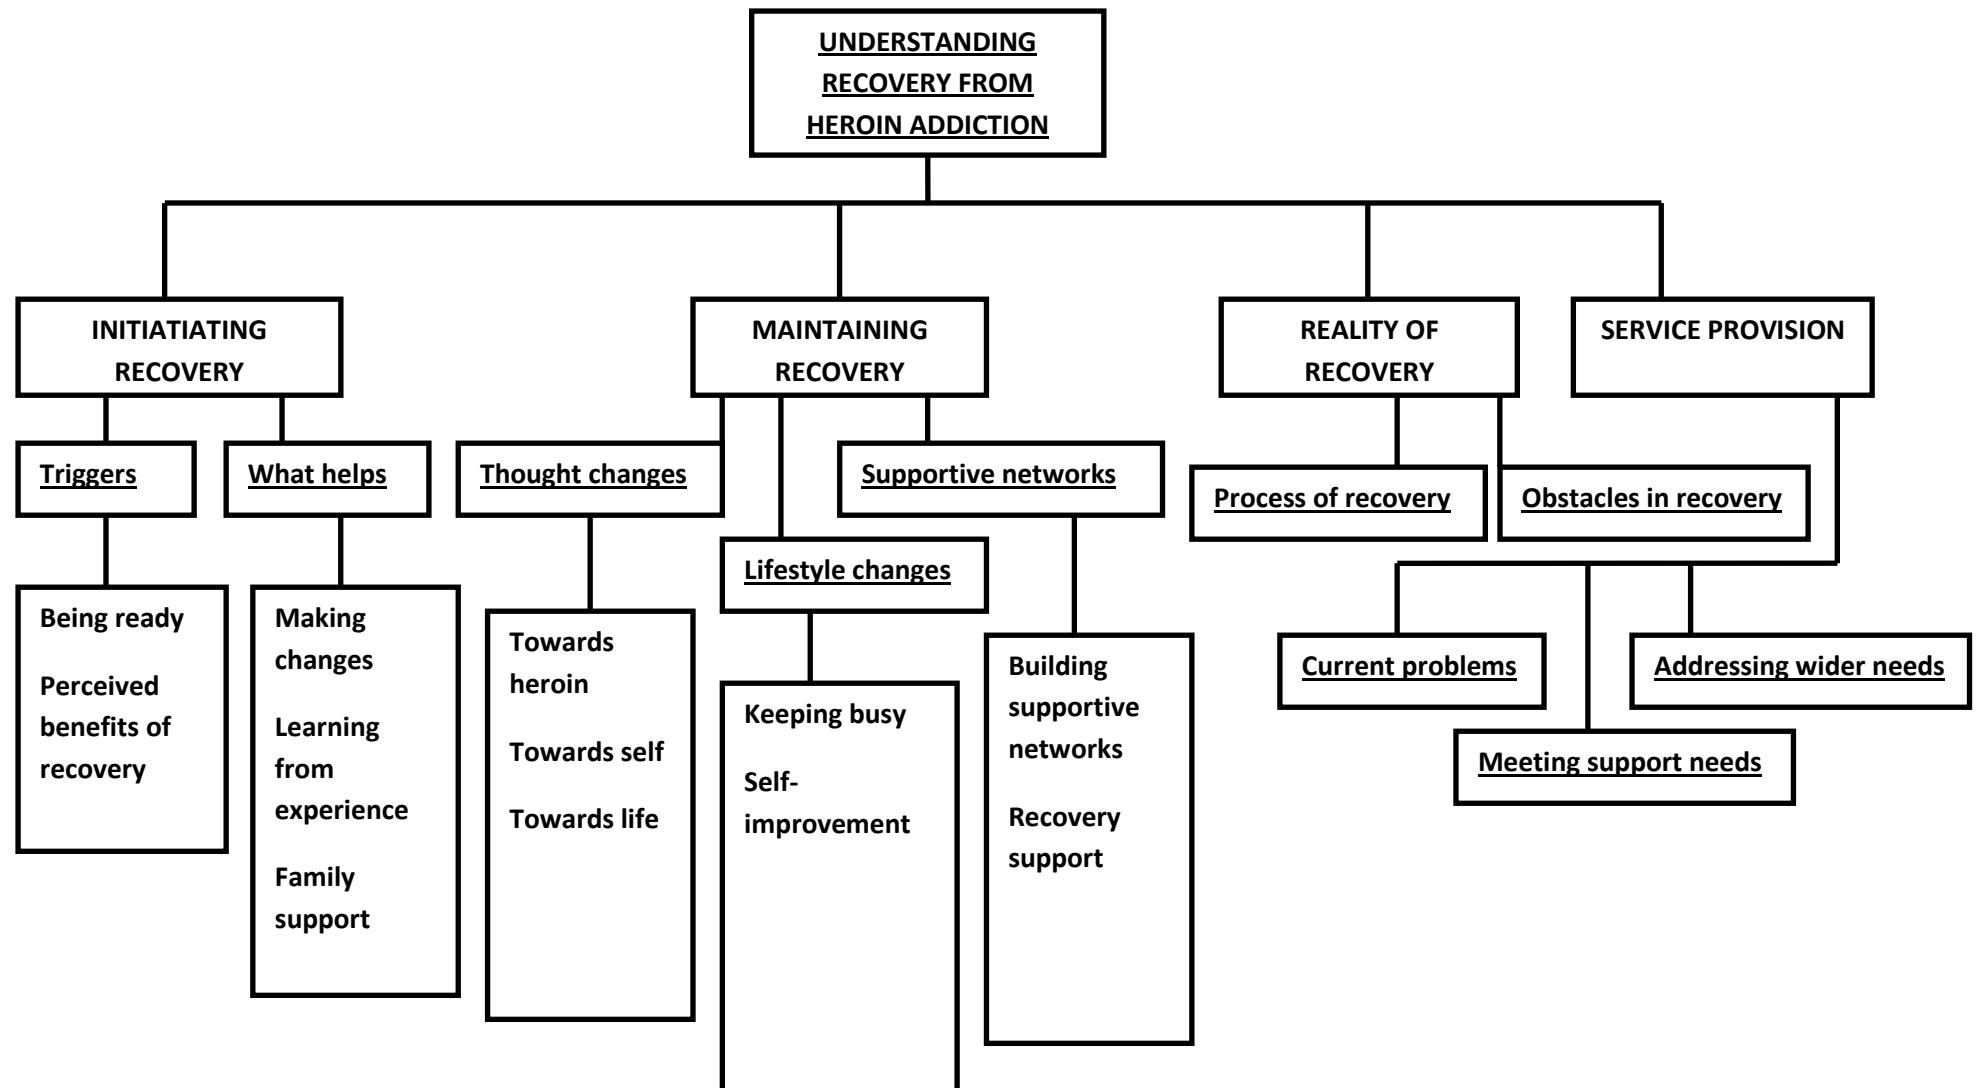 UNDERSTANDING
RECOVERY FROM
HEROIN ADDICTION
INITIATIATING
RECOVERY
MAINTAINING
RECOVERY
REALITY OF
RECOVERY
SERVICE PROVISION
Triggers
What helps
Thought changes
Supportive networks
Process of recovery
Obstacles in recovery
Lifestyle changes
Being ready
Perceived
benefits of
recovery
Making
changes
Learning
from
experience
Family
support
Towards
heroin
Towards self
Towards life
Keeping busy
Self-
improvement
Building
supportive
networks
Recovery
support
Current problems
Addressing wider needs
Meeting support needs